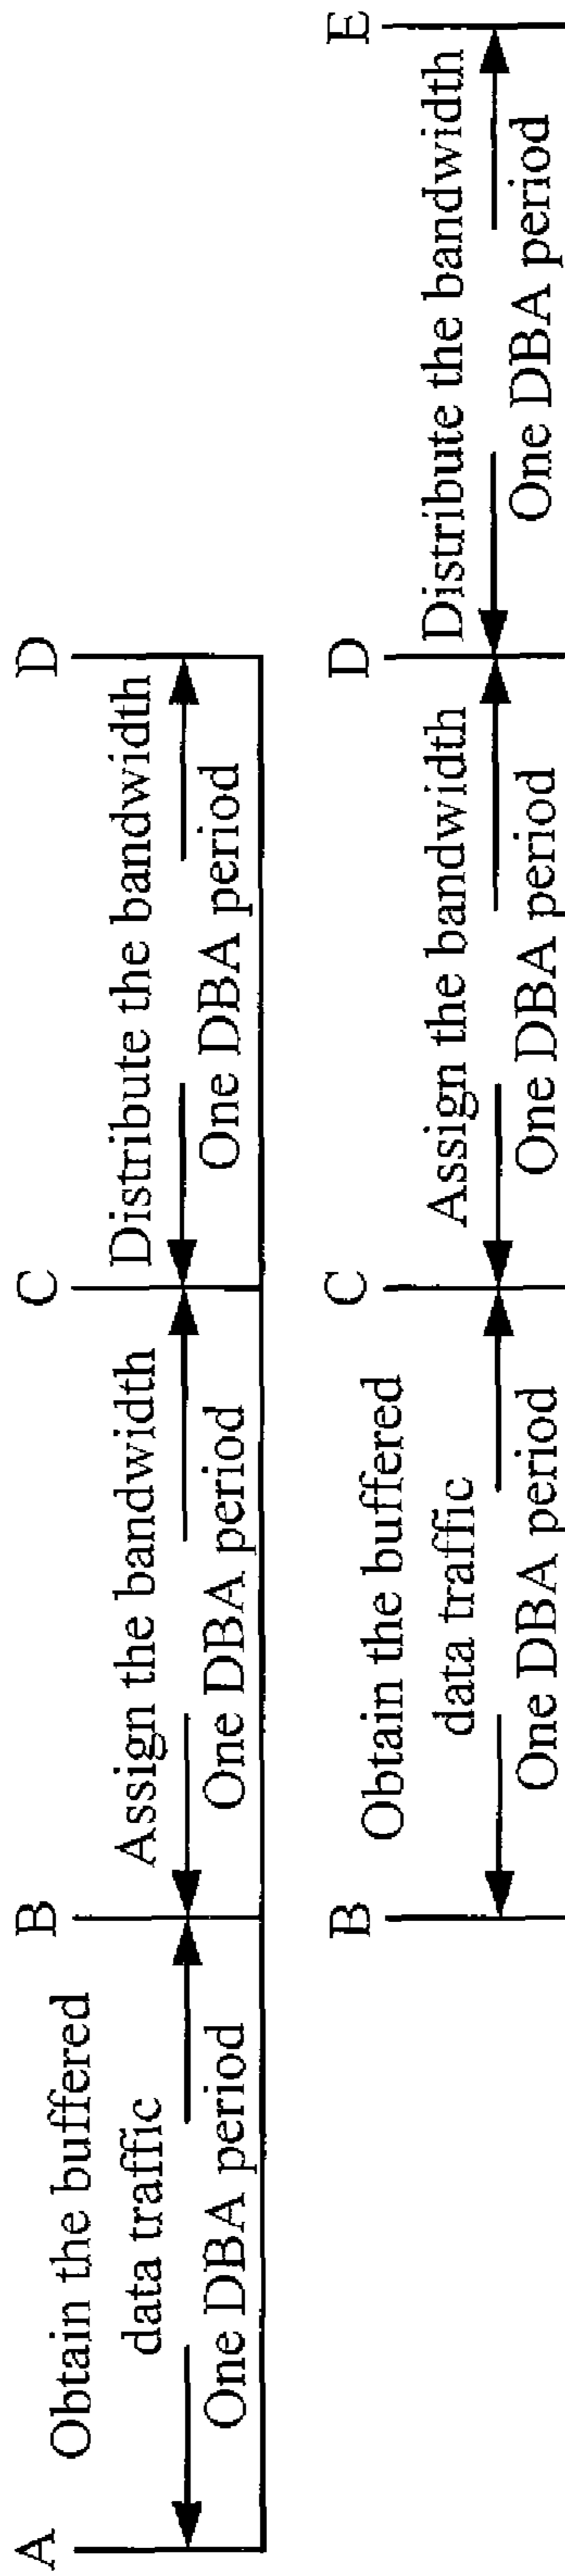 A
B
C
D
Obtain the buffered
data traffic
One DBA period
Assign the bandwidth
One DBA period
Distribute the bandwidth
One DBA period
B
C
D
E
Obtain the buffered
data traffic
One DBA period
Assign the bandwidth
One DBA period
Distribute the bandwidth
One DBA period